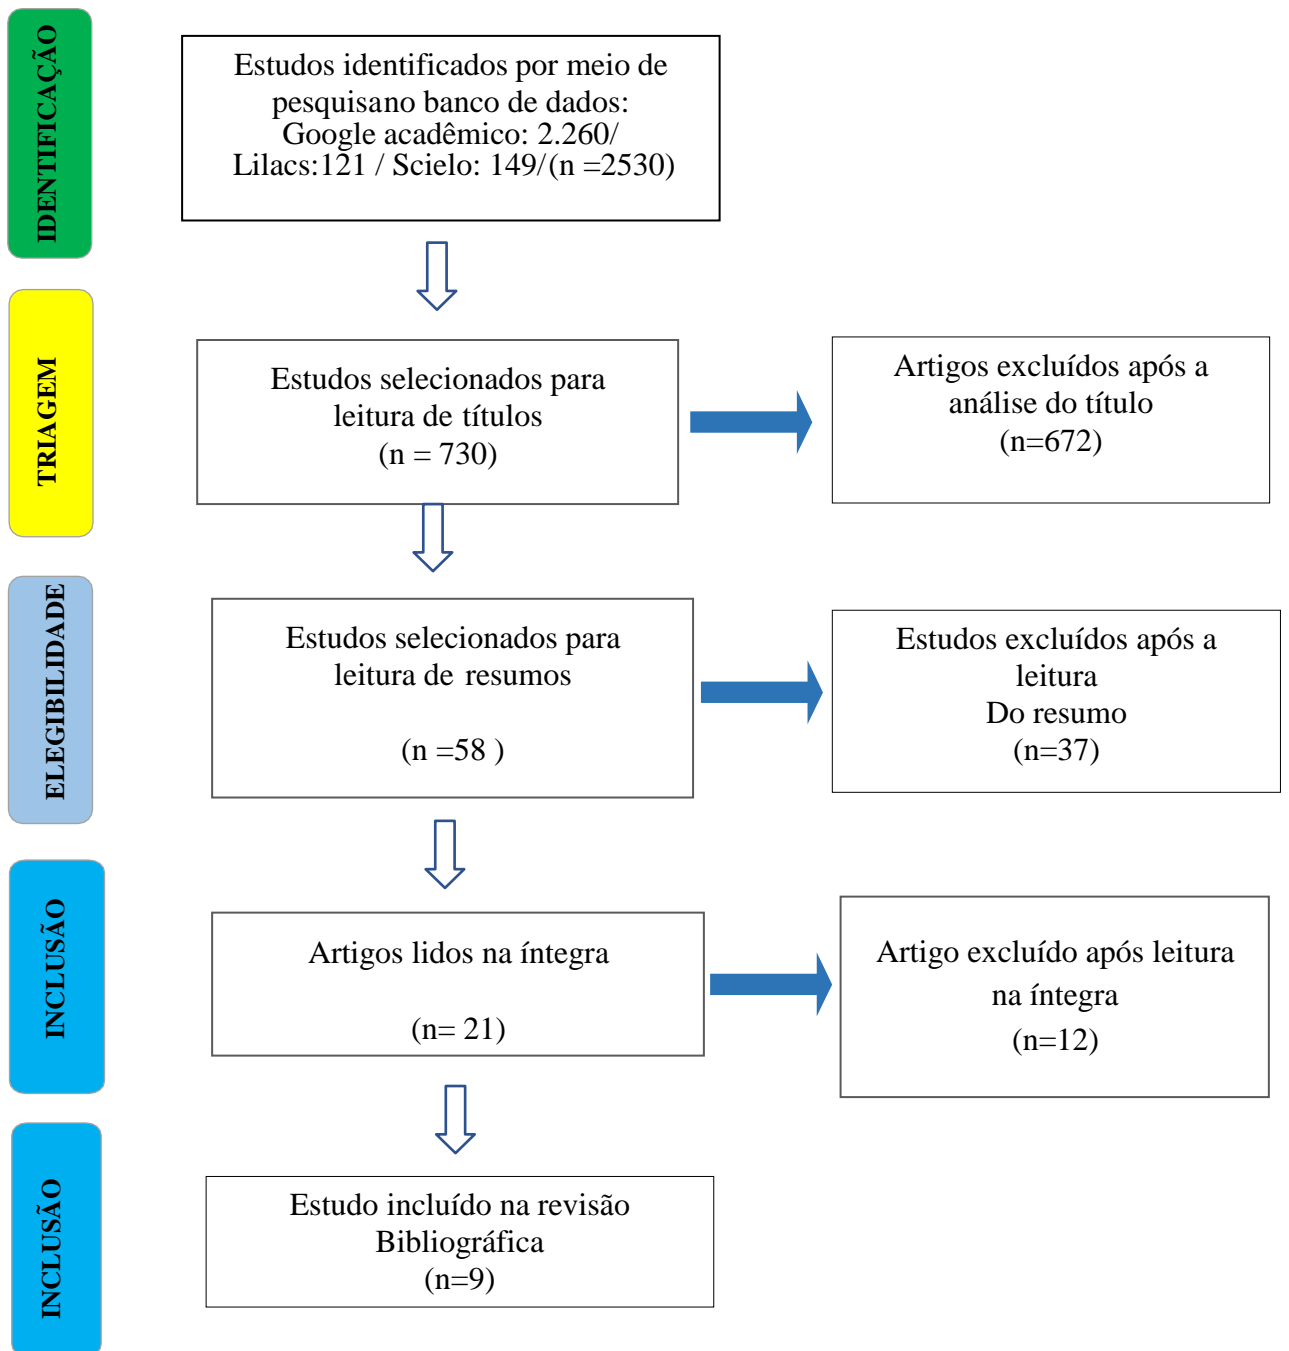 IDENTIFICAÇÃO
Estudos identificados por meio de
pesquisano banco de dados:
Google acadêmico: 2.260/
Lilacs:121 / Scielo: 149/(n =2530)
TRIAGEM
Estudos selecionados para
leitura de títulos
(n = 730)
Artigos excluídos após a
análise do título
(n=672)
ELEGIBILIDADE
Estudos selecionados para
leitura de resumos
(n =58 )
Estudos excluídos após a
leitura
Do resumo
(n=37)
INCLUSÃO
Artigos lidos na íntegra
(n= 21)
Artigo excluído após leitura
na íntegra
(n=12)
INCLUSÃO
Estudo incluído na revisão
Bibliográfica
(n=9)